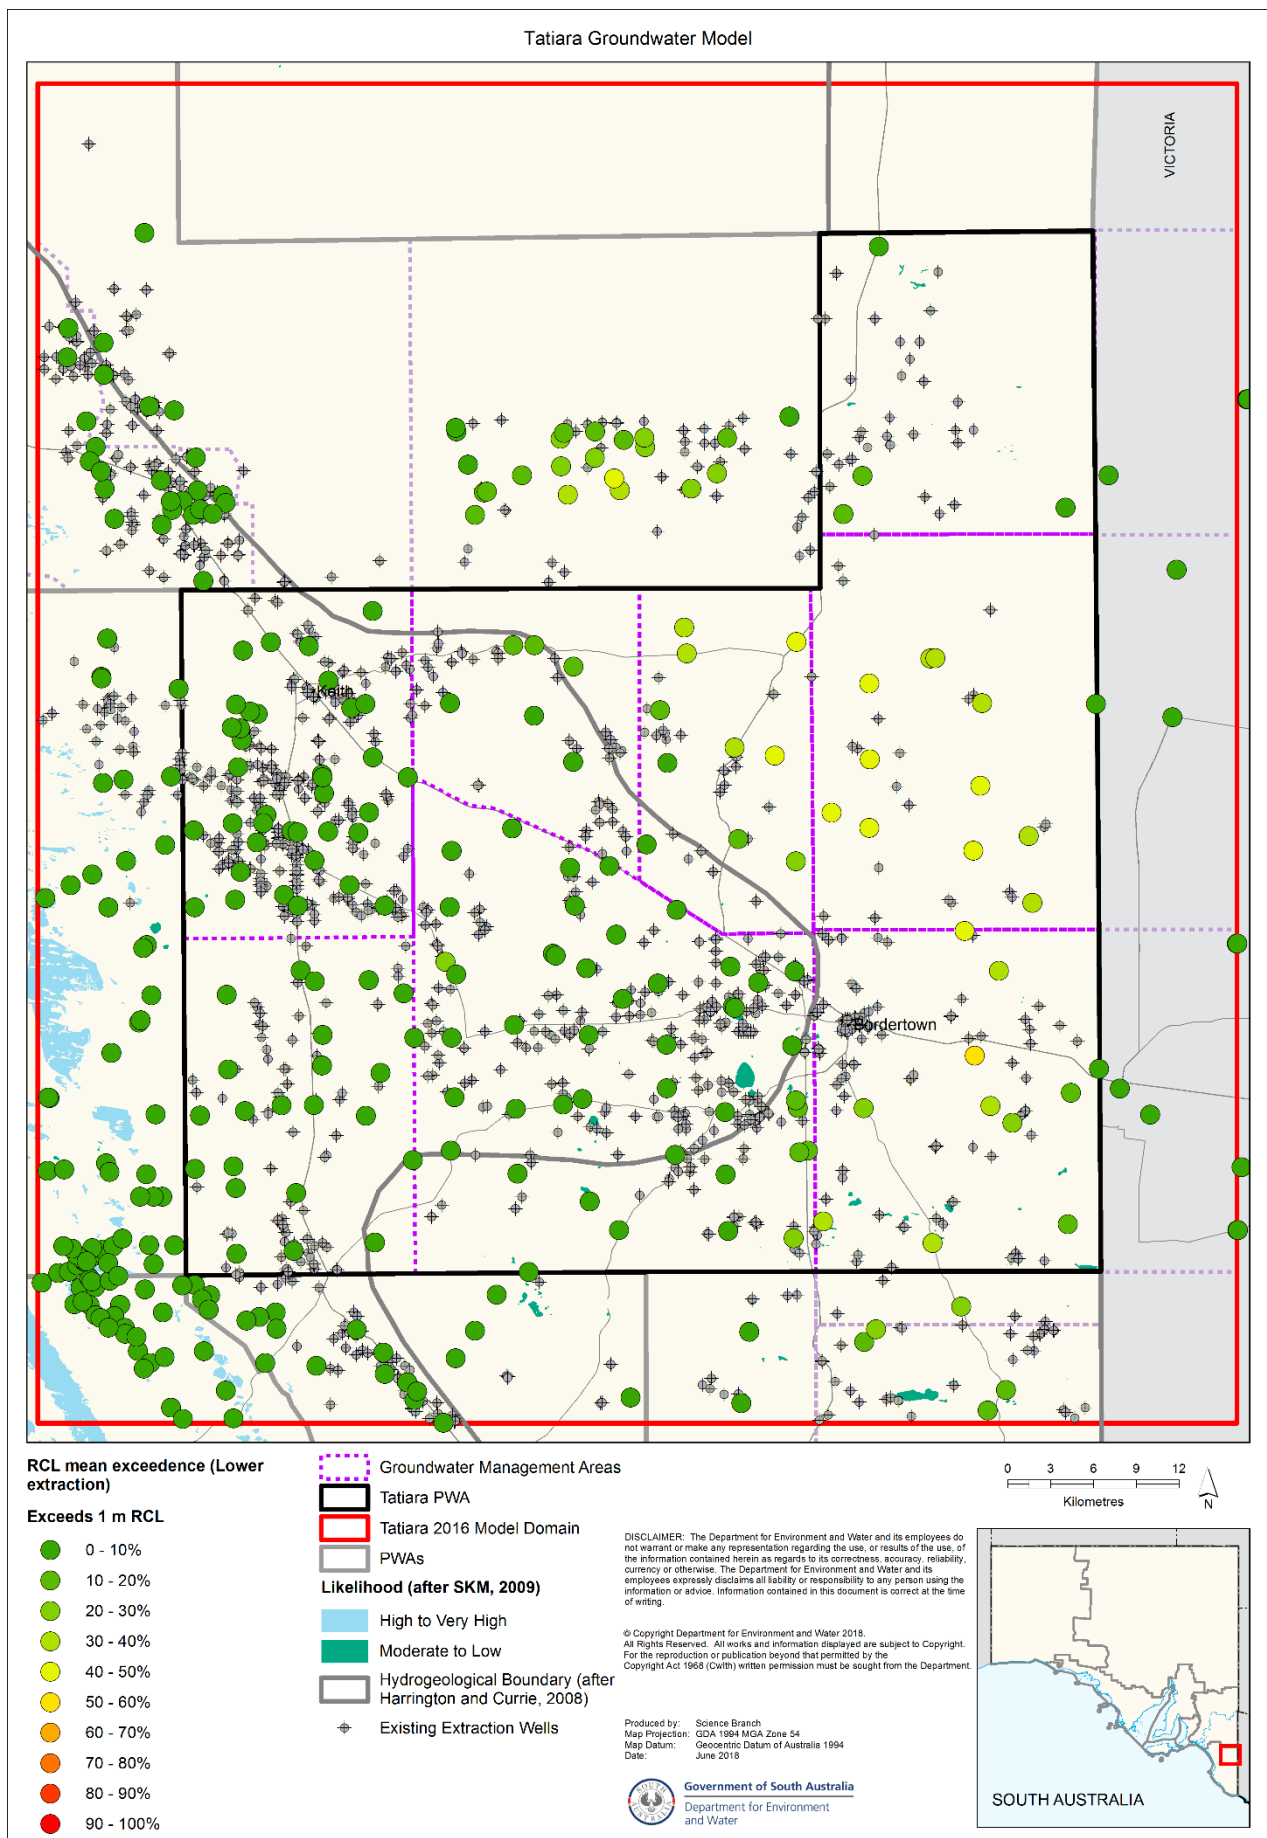 Tatiara Groundwater Model
VICTORIA
Keith
Bordertown
RCL mean exceedence (Lower
extraction)
Exceeds 1 m RCL
0 - 10%
10 - 20%
20 - 30%
30 - 40%
40 - 50%
50 - 60%
60 - 70%
70 - 80%
80 - 90%
90 - 100%
Groundwater Management Areas
Tatiara PWA
Tatiara 2016 Model Domain
PWAs
Likelihood (after SKM, 2009)
High to Very High
Moderate to Low
Hydrogeological Boundary (after
Harrington and Currie, 2008)
Existing Extraction Wells
0 3 6 9 12
Kilometres
N
DISCLAIMER: The Department for Environment and Water and its employees do
not warrant or make any representation regarding the use, or results of the use, of
the information contained herein as regards to its correctness, accuracy, reliability,
currency or otherwise. The Department for Environment and Water and its
employees expressly disclaims all liability or responsibility to any person using the
information or advice. Information contained in this document is correct at the time
of writing.
© Copyright Department for Environment and Water 2018.
All Rights Reserved. All works and information displayed are subject to Copyright.
For the reproduction or publication beyond that permitted by the
Copyright Act 1968 (Cwlth) written permission must be sought from the Department.
Produced by: Science Branch
Map Projection: GDA 1994 MGA Zone 54
Map Datum: Geocentric Datum of Australia 1994
Date: June 2018
SOUTH AUSTRALIA
Government of South Australia
Department for Environment
and Water
SOUTH AUSTRALIA